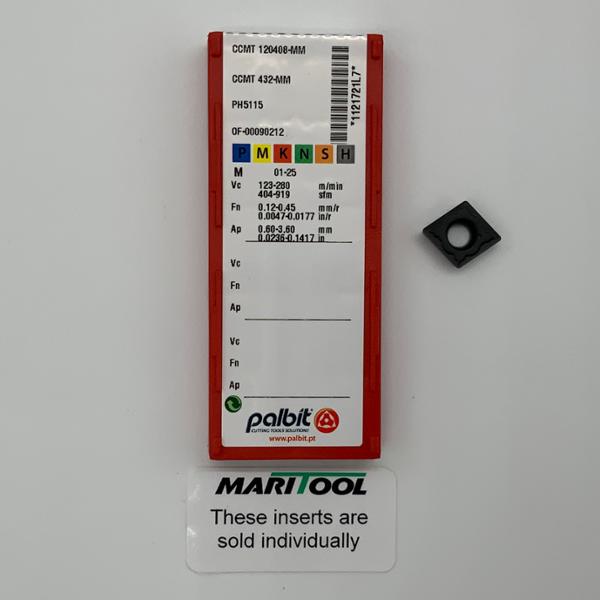 CCMT 120408-MM
CCMT 432-MM
PH5115
OF-00090212
*1121721L7*
P M K N S H
M 01-25
Vc 123-280 m/min
404-919 sfm
Fn 0.12-0.45 mm/r
0.0047-0.0177 in/r
Ap 0.60-3.60 mm
0.0236-0.1417 in
Vc
Fn
Ap
Vc
Fn
Ap
palbit
CUTTING TOOLS SOLUTIONS
www.palbit.pt
MARITOOL
These inserts are
sold individually